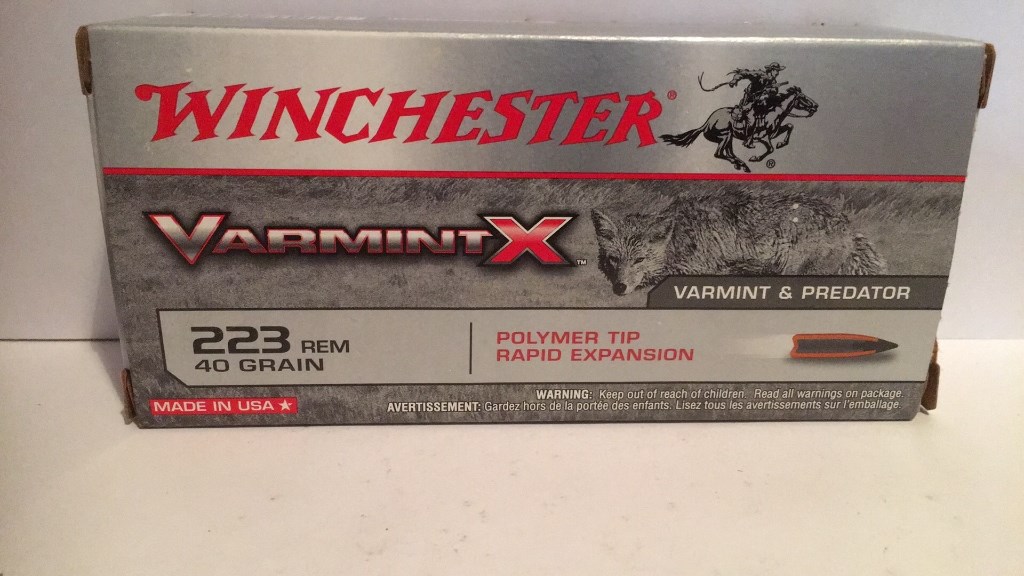 WINCHESTER®
®
VARMINT X™
VARMINT & PREDATOR
223 REM
40 GRAIN
POLYMER TIP
RAPID EXPANSION
MADE IN USA
WARNING: Keep out of reach of children. Read all warnings on package.
AVERTISSEMENT: Gardez hors de la portée des enfants. Lisez tous les avertissements sur l'emballage.